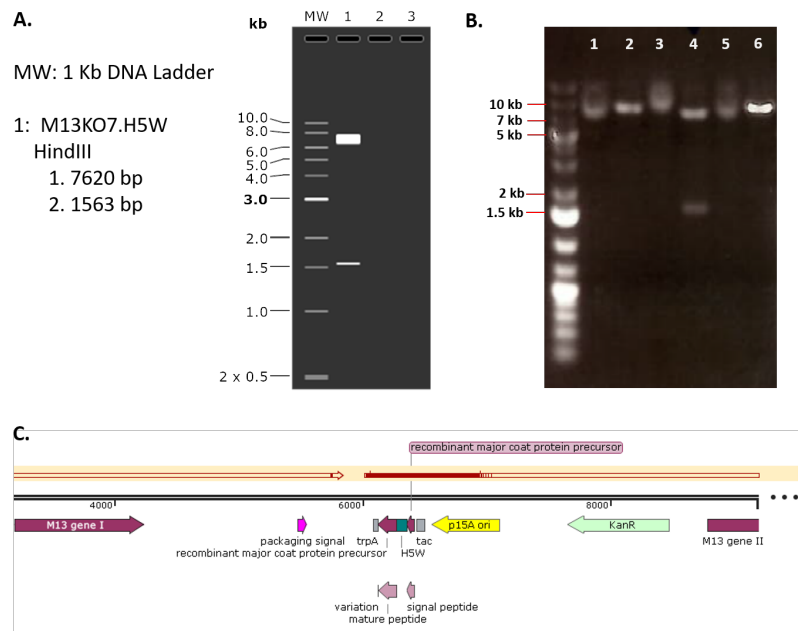 A.
MW: 1 Kb DNA Ladder
1: M13KO7.H5W
HindIII
1. 7620 bp
2. 1563 bp
kb
MW 1 2 3
10.0
8.0
6.0
5.0
4.0
3.0
2.0
1.5
1.0
2 x 0.5
B.
1 2 3 4 5 6
10 kb
7 kb
5 kb
2 kb
1.5 kb
C.
recombinant major coat protein precursor
4000 6000 8000
M13 gene I
p15A ori
KanR
packaging signal trpA tac M13 gene II
recombinant major coat protein precursor H5W
variation signal peptide
mature peptide